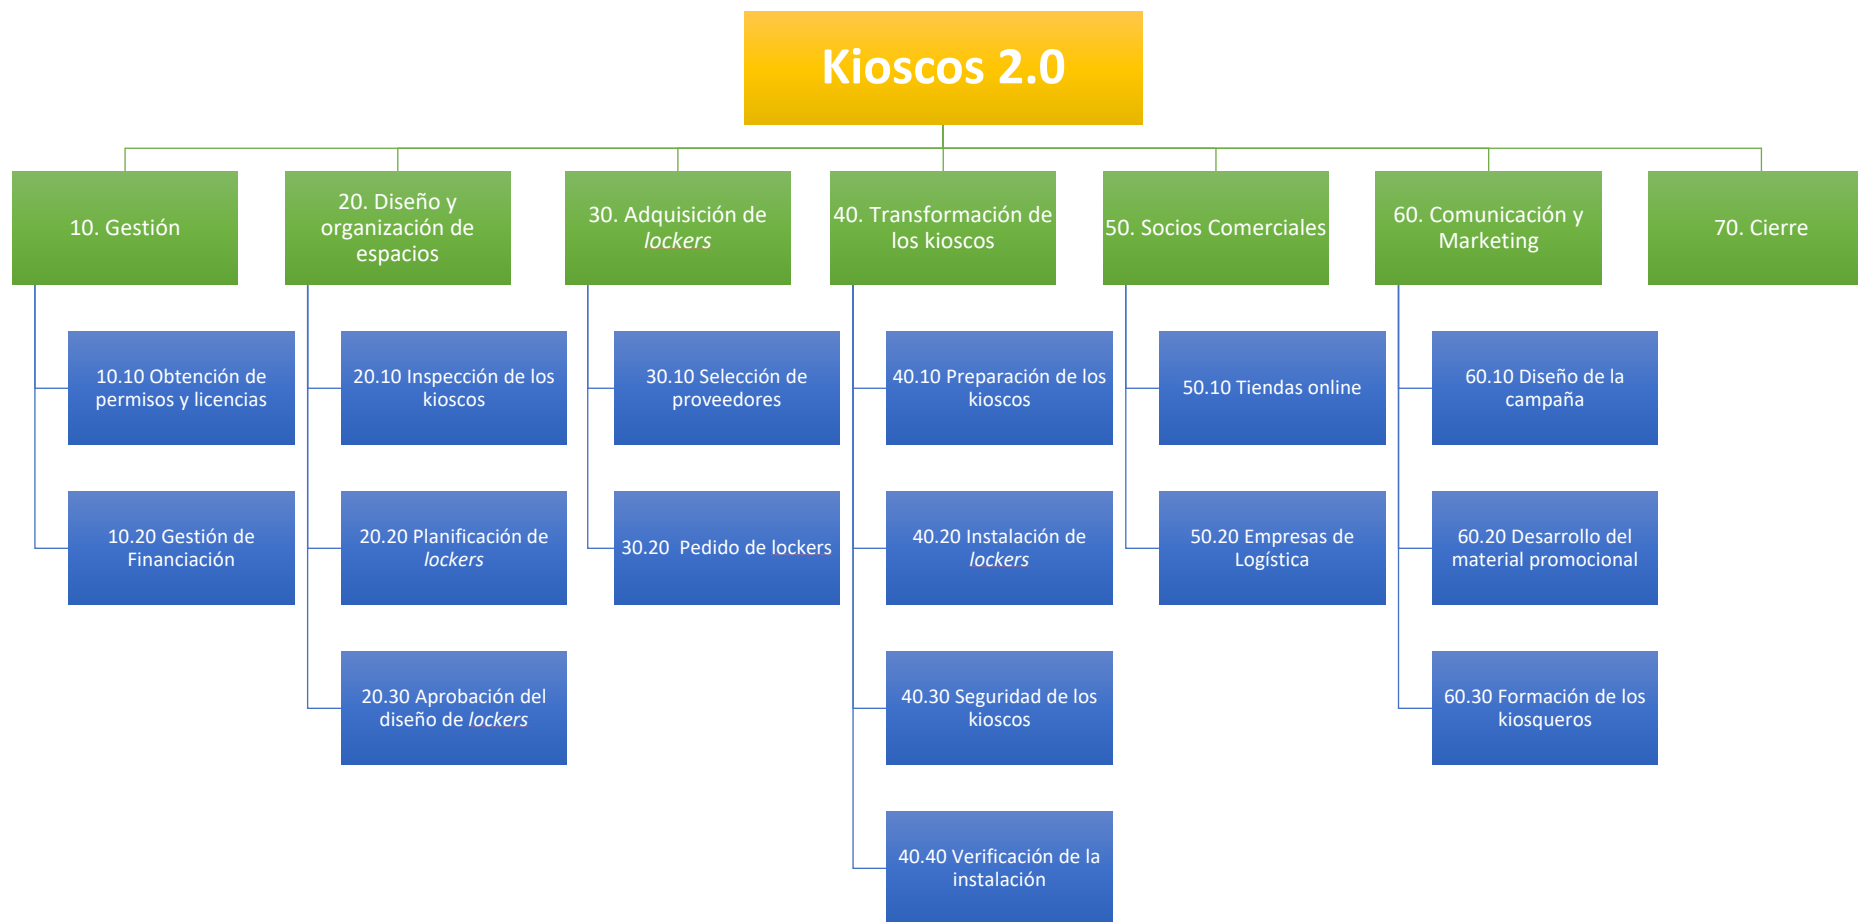 Kioscos 2.0
10. Gestión
20. Diseño y
organización de
espacios
30. Adquisición de
lockers
40. Transformación de
los kioscos
50. Socios Comerciales
60. Comunicación y
Marketing
70. Cierre
10.10 Obtención de
permisos y licencias
20.10 Inspección de los
kioscos
30.10 Selección de
proveedores
40.10 Preparación de los
kioscos
50.10 Tiendas online
60.10 Diseño de la
campaña
10.20 Gestión de
Financiación
20.20 Planificación de
lockers
30.20  Pedido de lockers
40.20 Instalación de
lockers
50.20 Empresas de
Logística
60.20 Desarrollo del
material promocional
20.30 Aprobación del
diseño de lockers
40.30 Seguridad de los
kioscos
60.30 Formación de los
kiosqueros
40.40 Verificación de la
instalación